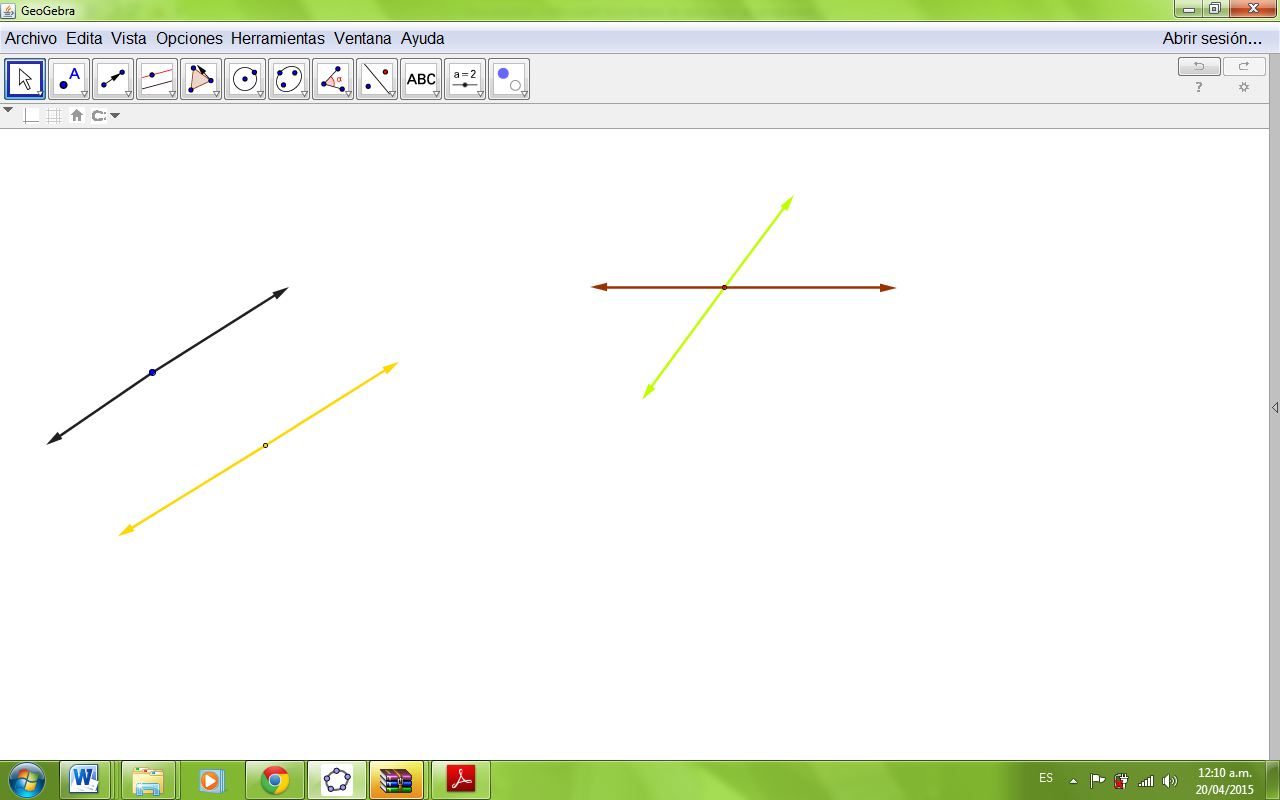 GeoGebra
Archivo Edita Vista Opciones Herramientas Ventana Ayuda Abrir sesión...
A α ABC a=2
?
ES 12:10 a.m.
20/04/2015